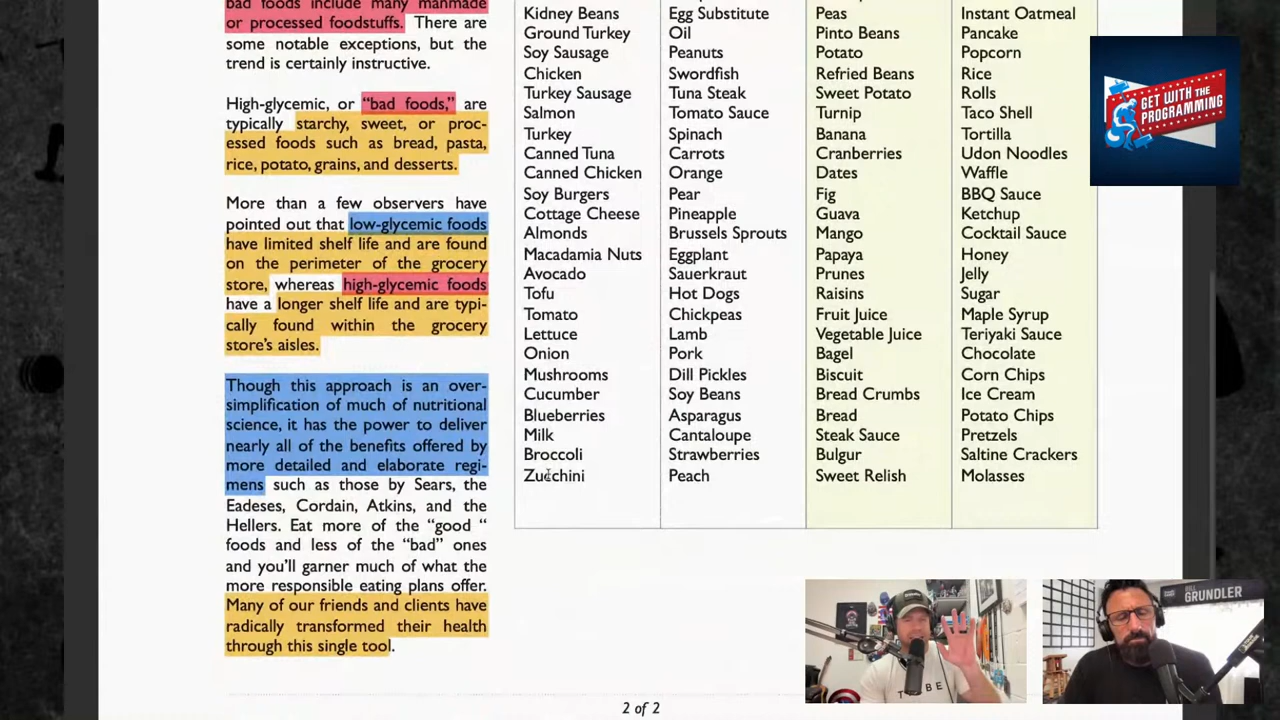 bad foods include many manmade
or processed foodstuffs. There are
some notable exceptions, but the
trend is certainly instructive.
High-glycemic, or “bad foods,” are
typically starchy, sweet, or proc-
essed foods such as bread, pasta,
rice, potato, grains, and desserts.
More than a few observers have
pointed out that low-glycemic foods
have limited shelf life and are found
on the perimeter of the grocery
store, whereas high-glycemic foods
have a longer shelf life and are typi-
cally found within the grocery
store’s aisles.
Though this approach is an over-
simplification of much of nutritional
science, it has the power to deliver
nearly all of the benefits offered by
more detailed and elaborate regi-
mens such as those by Sears, the
Eadeses, Cordain, Atkins, and the
Hellers. Eat more of the “good “
foods and less of the “bad” ones
and you’ll garner much of what the
more responsible eating plans offer.
Many of our friends and clients have
radically transformed their health
through this single tool.
Kidney Beans
Ground Turkey
Soy Sausage
Chicken
Turkey Sausage
Salmon
Turkey
Canned Tuna
Canned Chicken
Soy Burgers
Cottage Cheese
Almonds
Macadamia Nuts
Avocado
Tofu
Tomato
Lettuce
Onion
Mushrooms
Cucumber
Blueberries
Milk
Broccoli
Zucchini
Egg Substitute
Oil
Peanuts
Swordfish
Tuna Steak
Tomato Sauce
Spinach
Carrots
Orange
Pear
Pineapple
Brussels Sprouts
Eggplant
Sauerkraut
Hot Dogs
Chickpeas
Lamb
Pork
Dill Pickles
Soy Beans
Asparagus
Cantaloupe
Strawberries
Peach
Peas
Pinto Beans
Potato
Refried Beans
Sweet Potato
Turnip
Banana
Cranberries
Dates
Fig
Guava
Mango
Papaya
Prunes
Raisins
Fruit Juice
Vegetable Juice
Bagel
Biscuit
Bread Crumbs
Bread
Steak Sauce
Bulgur
Sweet Relish
Instant Oatmeal
Pancake
Popcorn
Rice
Rolls
Taco Shell
Tortilla
Udon Noodles
Waffle
BBQ Sauce
Ketchup
Cocktail Sauce
Honey
Jelly
Sugar
Maple Syrup
Teriyaki Sauce
Chocolate
Corn Chips
Ice Cream
Potato Chips
Pretzels
Saltine Crackers
Molasses
GET WITH THE
PROGRAMMING
GRUNDLER
2 of 2